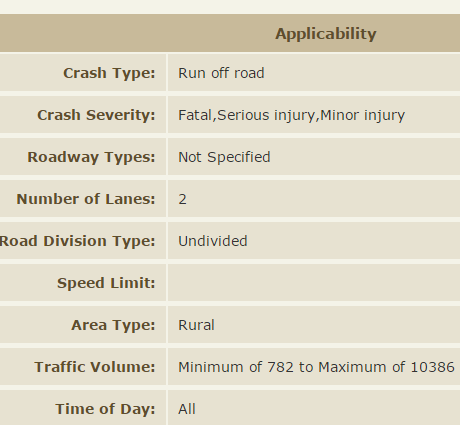 Applicability
Crash Type: Run off road
Crash Severity: Fatal,Serious injury,Minor injury
Roadway Types: Not Specified
Number of Lanes: 2
Road Division Type: Undivided
Speed Limit:
Area Type: Rural
Traffic Volume: Minimum of 782 to Maximum of 10386
Time of Day: All